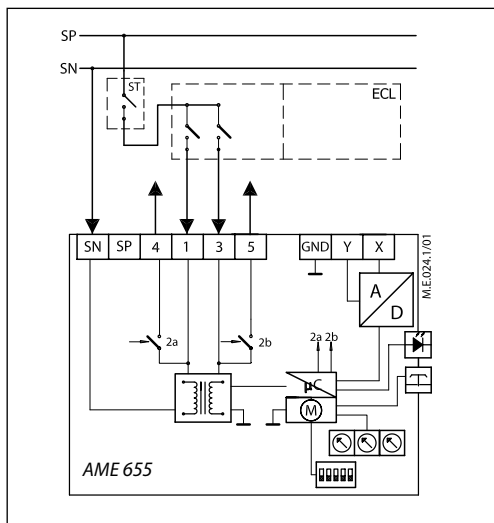 SP
SN
ST
ECL
SN SP 4 1 3 5 GND Y X
M.E.024.1/01
A
D
2a 2b 2a 2b
µC
M
AME 655